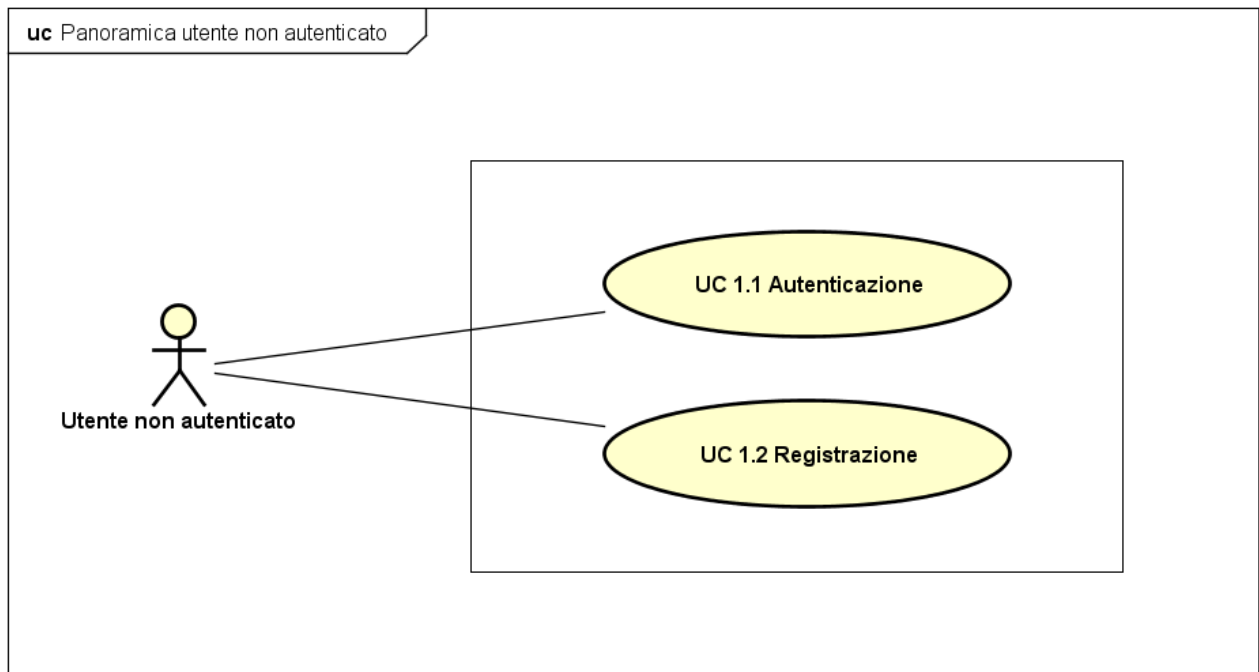 uc Panoramica utente non autenticato
UC 1.1 Autenticazione
Utente non autenticato
UC 1.2 Registrazione